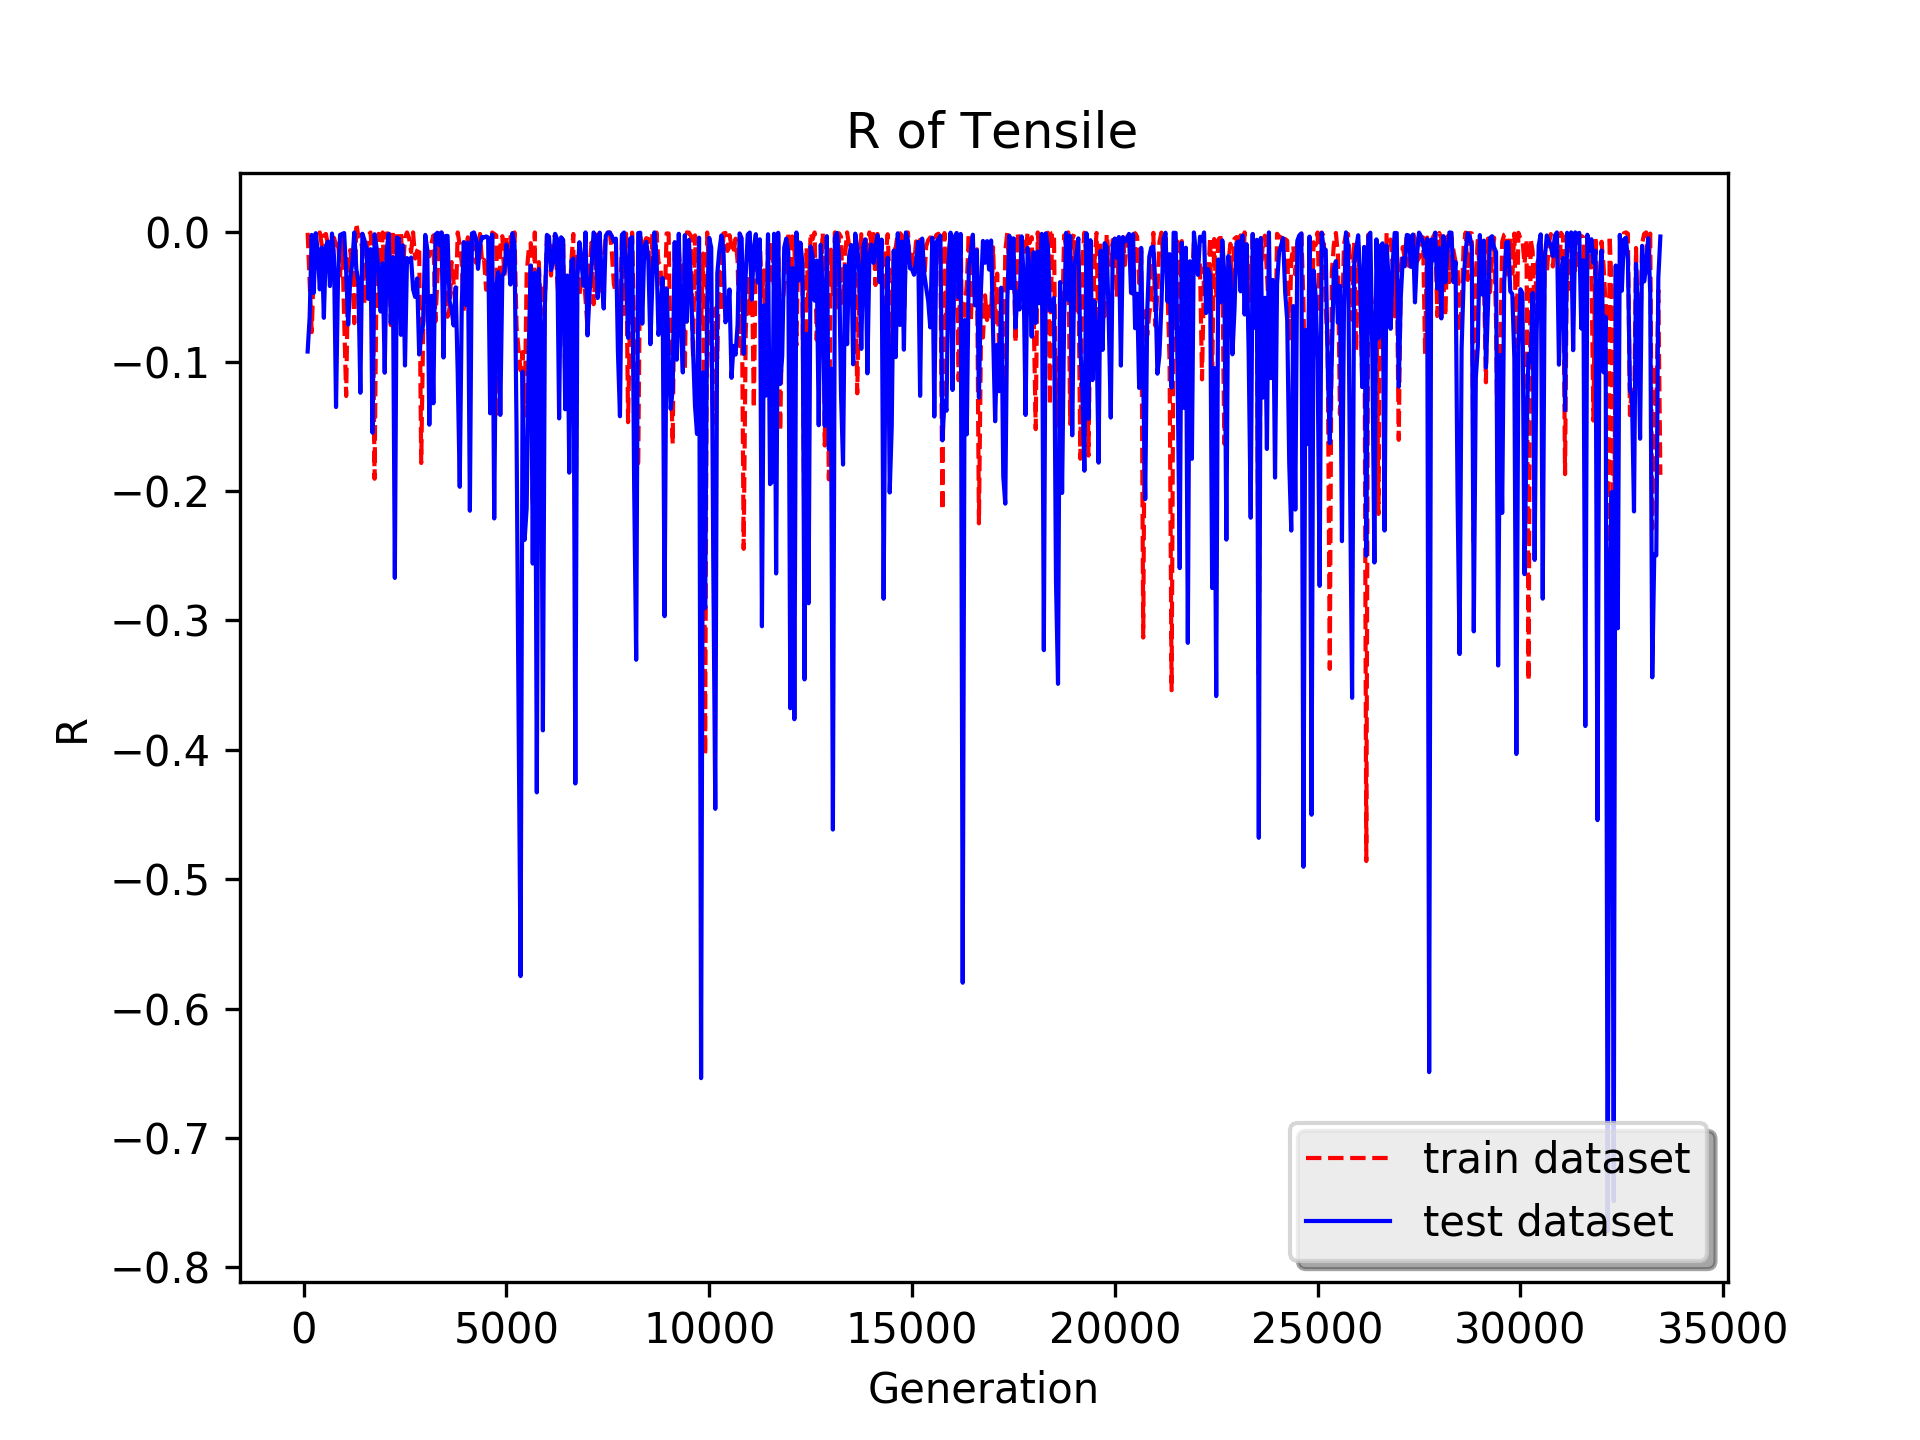 R of Tensile
R
0.0
−0.1
−0.2
−0.3
−0.4
−0.5
−0.6
−0.7
−0.8
train dataset
test dataset
0 5000 10000 15000 20000 25000 30000 35000
Generation